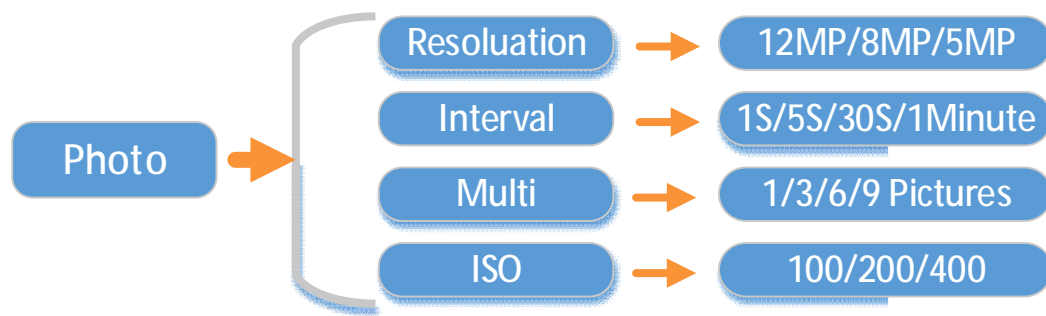 Photo
Resoluation
12MP/8MP/5MP
Interval
1S/5S/30S/1Minute
Multi
1/3/6/9 Pictures
ISO
100/200/400